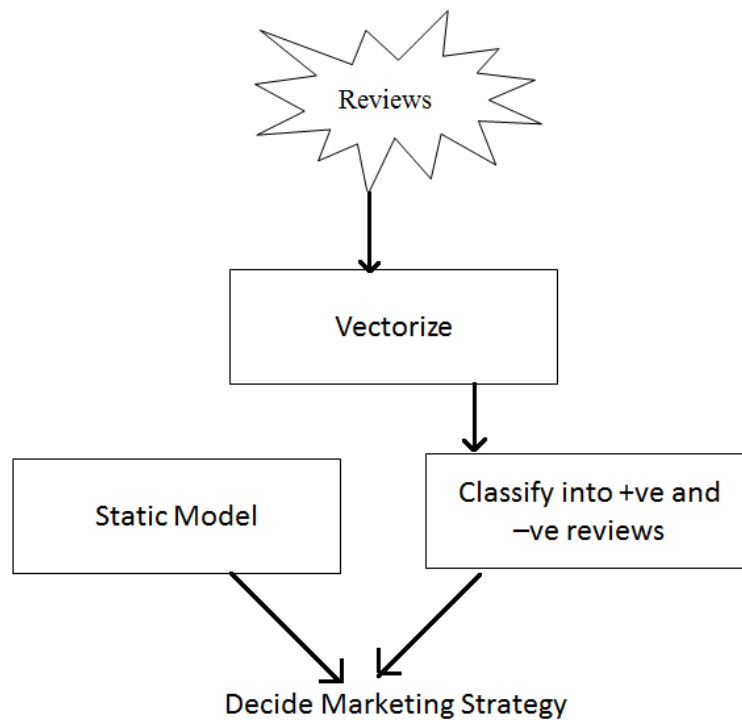 Reviews
Vectorize
Static Model
Classify into +ve and
–ve reviews
Decide Marketing Strategy